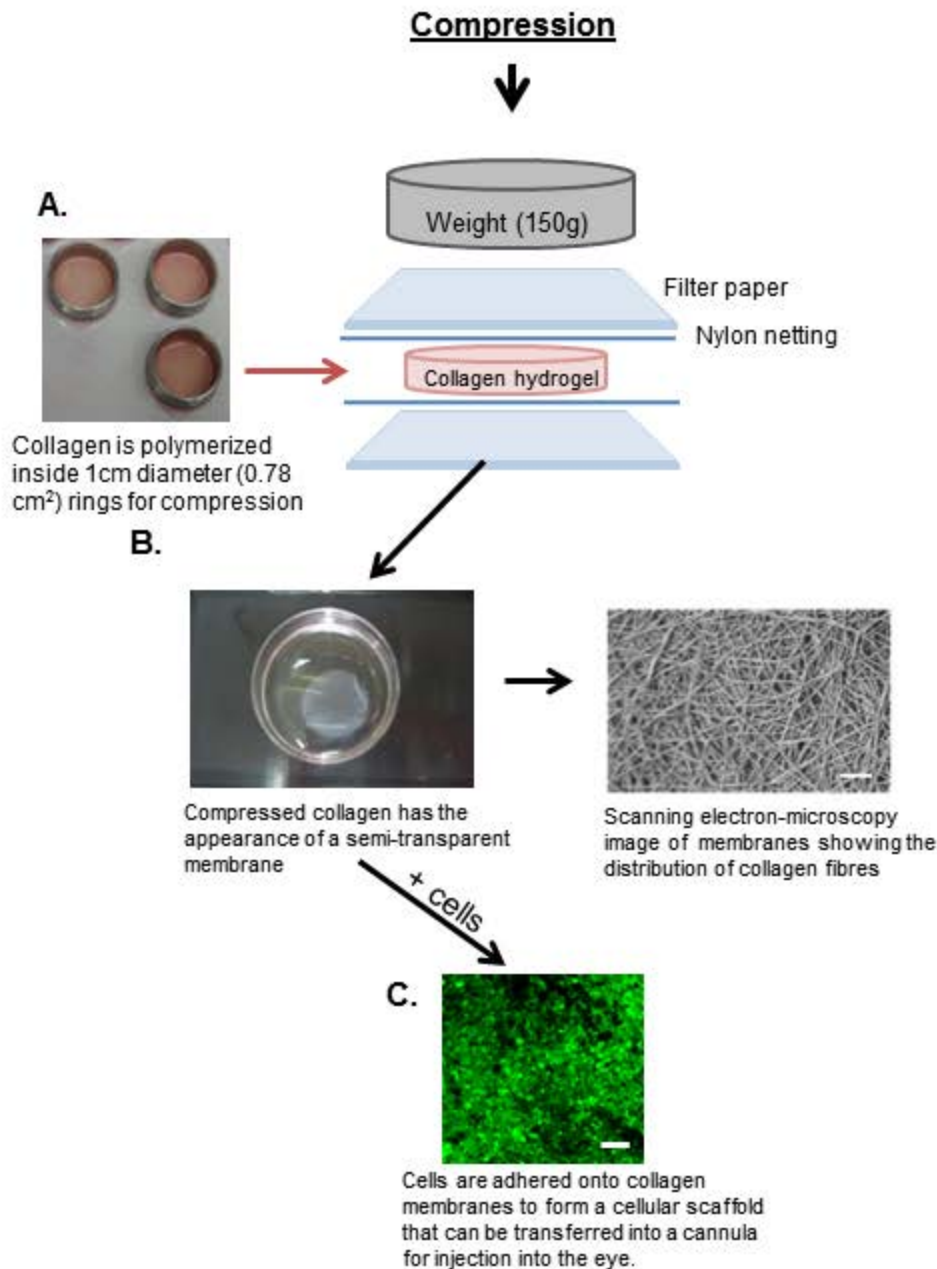 Compression
Weight (150g)
A.
Filter paper
Nylon netting
Collagen hydrogel
Collagen is polymerized
inside 1cm diameter (0.78
cm²) rings for compression
B.
Compressed collagen has the
appearance of a semi-transparent
membrane
Scanning electron-microscopy
image of membranes showing the
distribution of collagen fibres
+ cells
C.
Cells are adhered onto collagen
membranes to form a cellular scaffold
that can be transferred into a cannula
for injection into the eye.